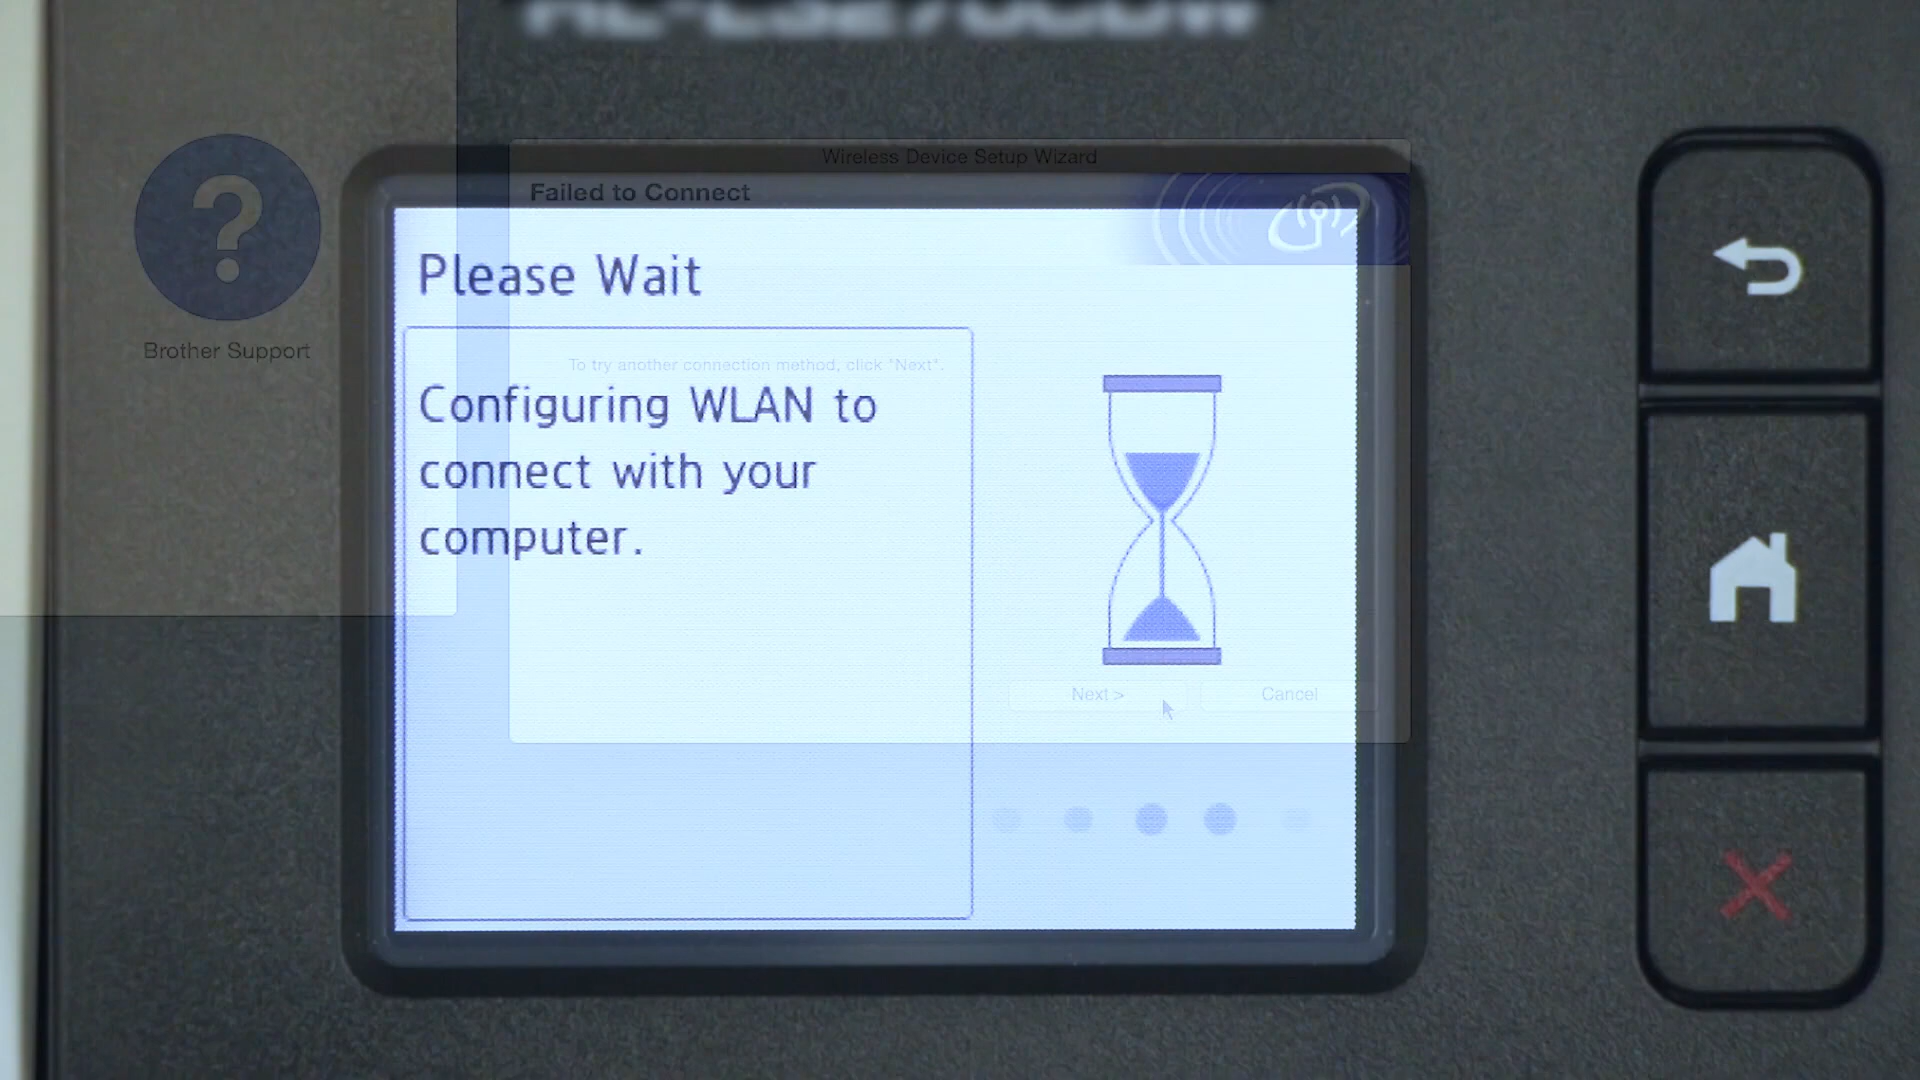 Wireless Device Setup Wizard
Failed to Connect
Please Wait
Brother Support
To try another connection method, click "Next".
Configuring WLAN to
connect with your
computer.
Next >
Cancel